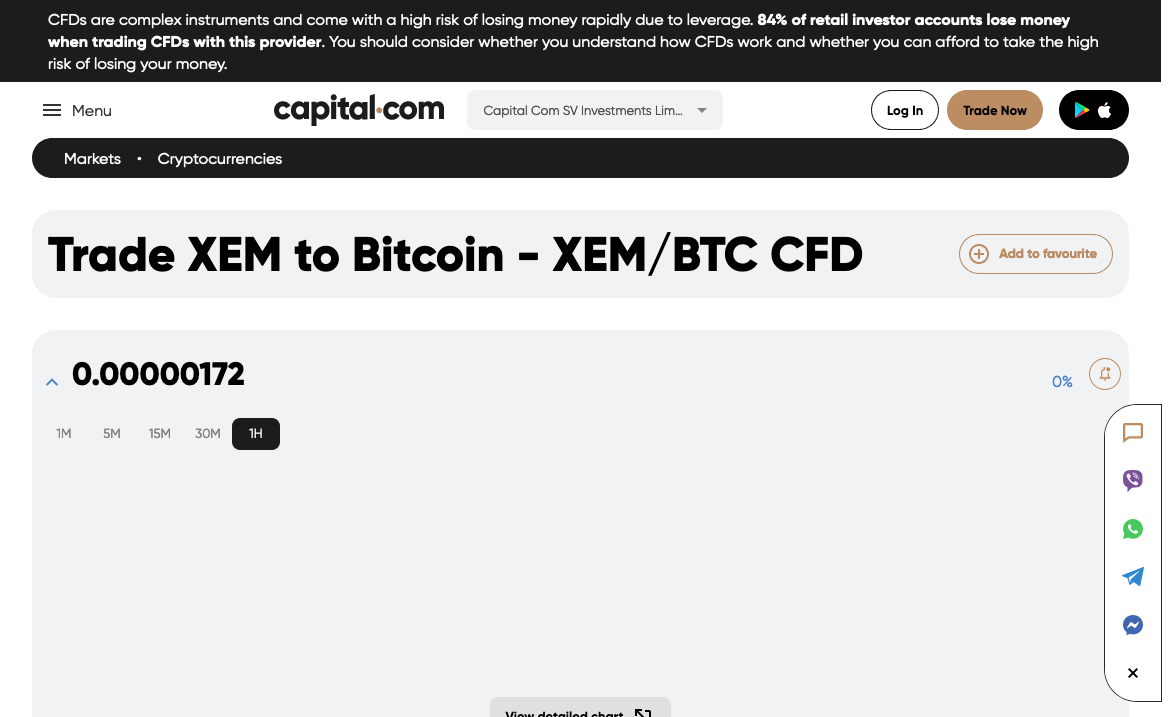 CFDs are complex instruments and come with a high risk of losing money rapidly due to leverage. 84% of retail investor accounts lose money
when trading CFDs with this provider. You should consider whether you understand how CFDs work and whether you can afford to take the high
risk of losing your money.
Menu
capital.com
Capital Com SV Investments Lim...
Log In
Trade Now
Markets • Cryptocurrencies
Trade XEM to Bitcoin - XEM/BTC CFD
Add to favourite
0.00000172
0%
1M 5M 15M 30M 1H
View detailed chart